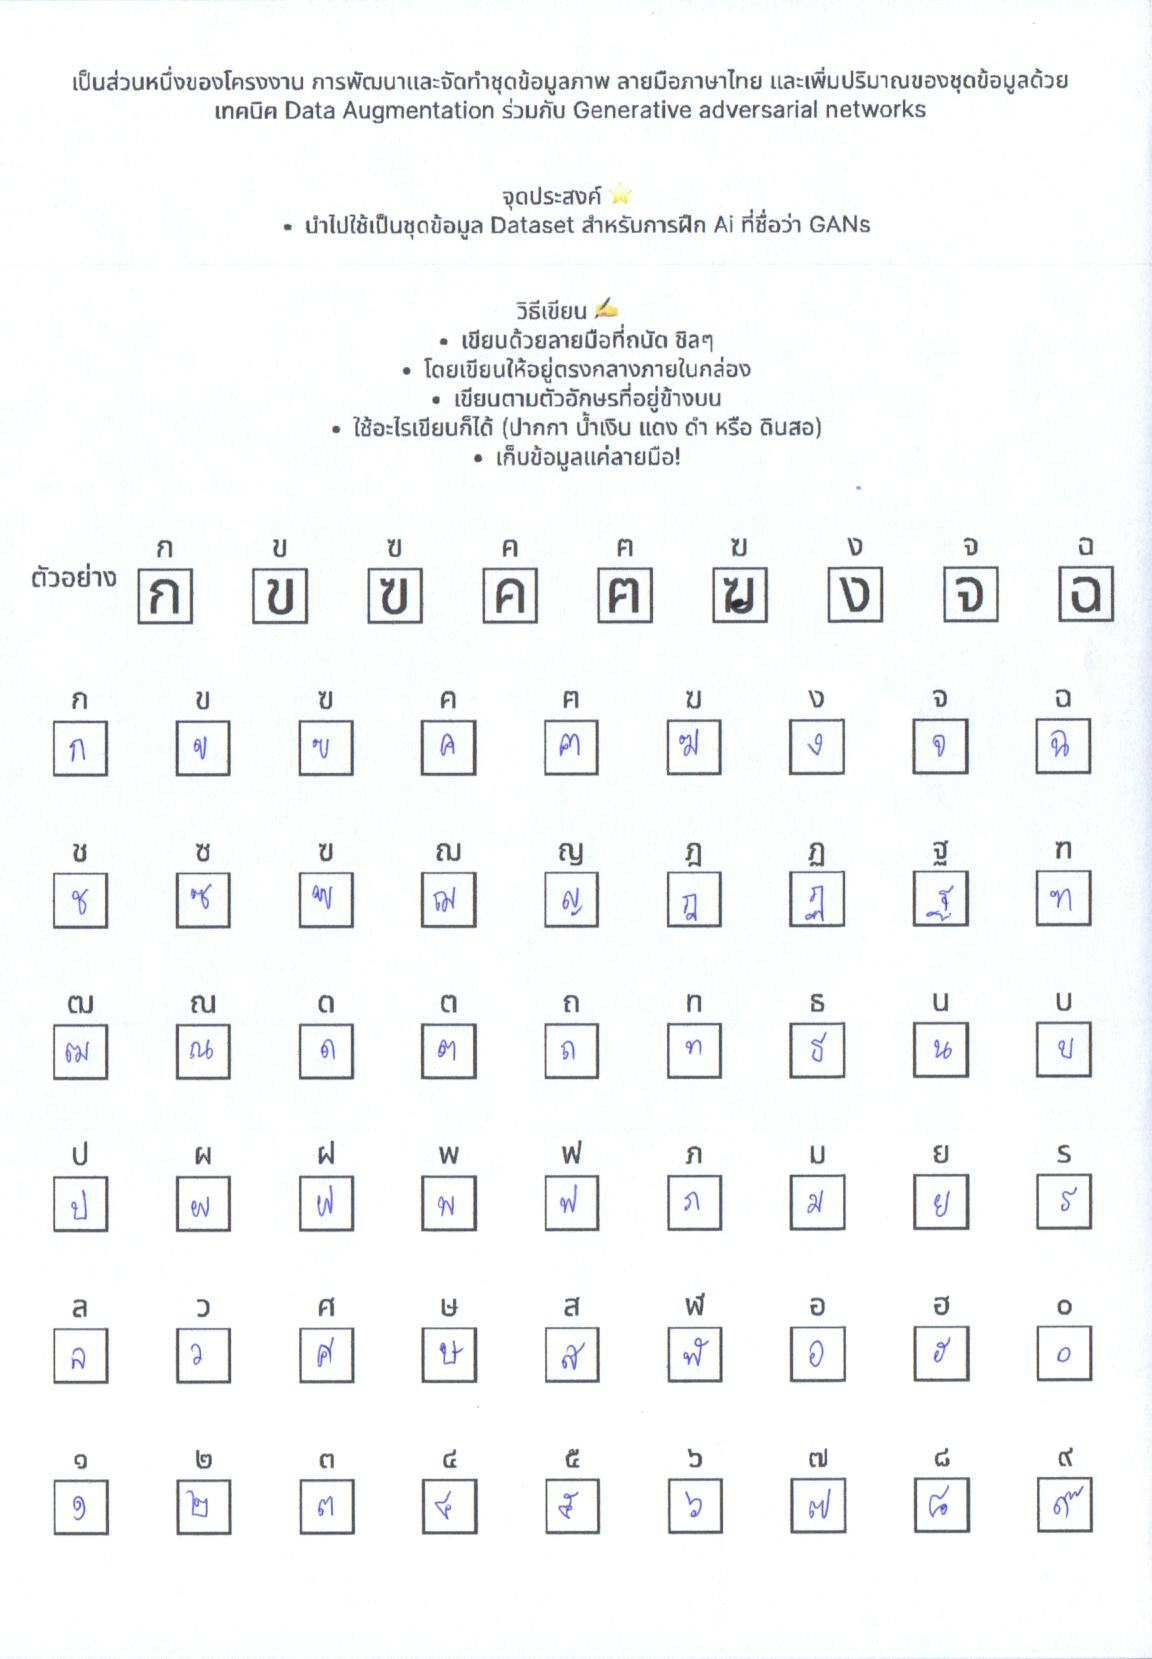 เป็นส่วนหนึ่งของโครงงาน การพัฒนาและจัดทำชุดข้อมูลภาพ ลายมือภาษาไทย และเพิ่มปริมาณของชุดข้อมูลด้วย
เทคนิค Data Augmentation ร่วมกับ Generative adversarial networks
จุดประสงค์ ⭐
• นำไปใช้เป็นชุดข้อมูล Dataset สำหรับการฝึก Ai ที่ชื่อว่า GANs
วิธีเขียน ✍️
• เขียนด้วยลายมือที่ถนัด ชิลๆ
• โดยเขียนให้อยู่ตรงกลางภายในกล่อง
• เขียนตามตัวอักษรที่อยู่ข้างบน
• ใช้อะไรเขียนก็ได้ (ปากกา น้ำเงิน แดง ดำ หรือ ดินสอ)
• เก็บข้อมูลแค่ลายมือ!
ก ข ฃ ค ฅ ฆ ง จ ฉ
ตัวอย่าง ก ข ฃ ค ฅ ฆ ง จ ฉ
ก ข ฃ ค ฅ ฆ ง จ ฉ
ก ข ฃ ค ฅ ฆ ง จ ฉ
ช ซ ฃ ฌ ญ ฎ ฏ ฐ ฑ
ช ซ ฌ ญ ฎ ฏ ฐ ฑ
ฒ ณ ด ต ถ ท ธ น บ
ฒ ณ ด ต ถ ท ธ น บ
ป ผ ฝ พ ฟ ภ ม ย ร
ป ผ ฝ พ ฟ ภ ม ย ร
ล ว ศ ษ ส ฬ อ ฮ ๐
ล ว ศ ษ ส ฬ อ ฮ ๐
๑ ๒ ๓ ๔ ๕ ๖ ๗ ๘ ๙
๑ ๒ ๓ ๔ ๕ ๖ ๗ ๘ ๙